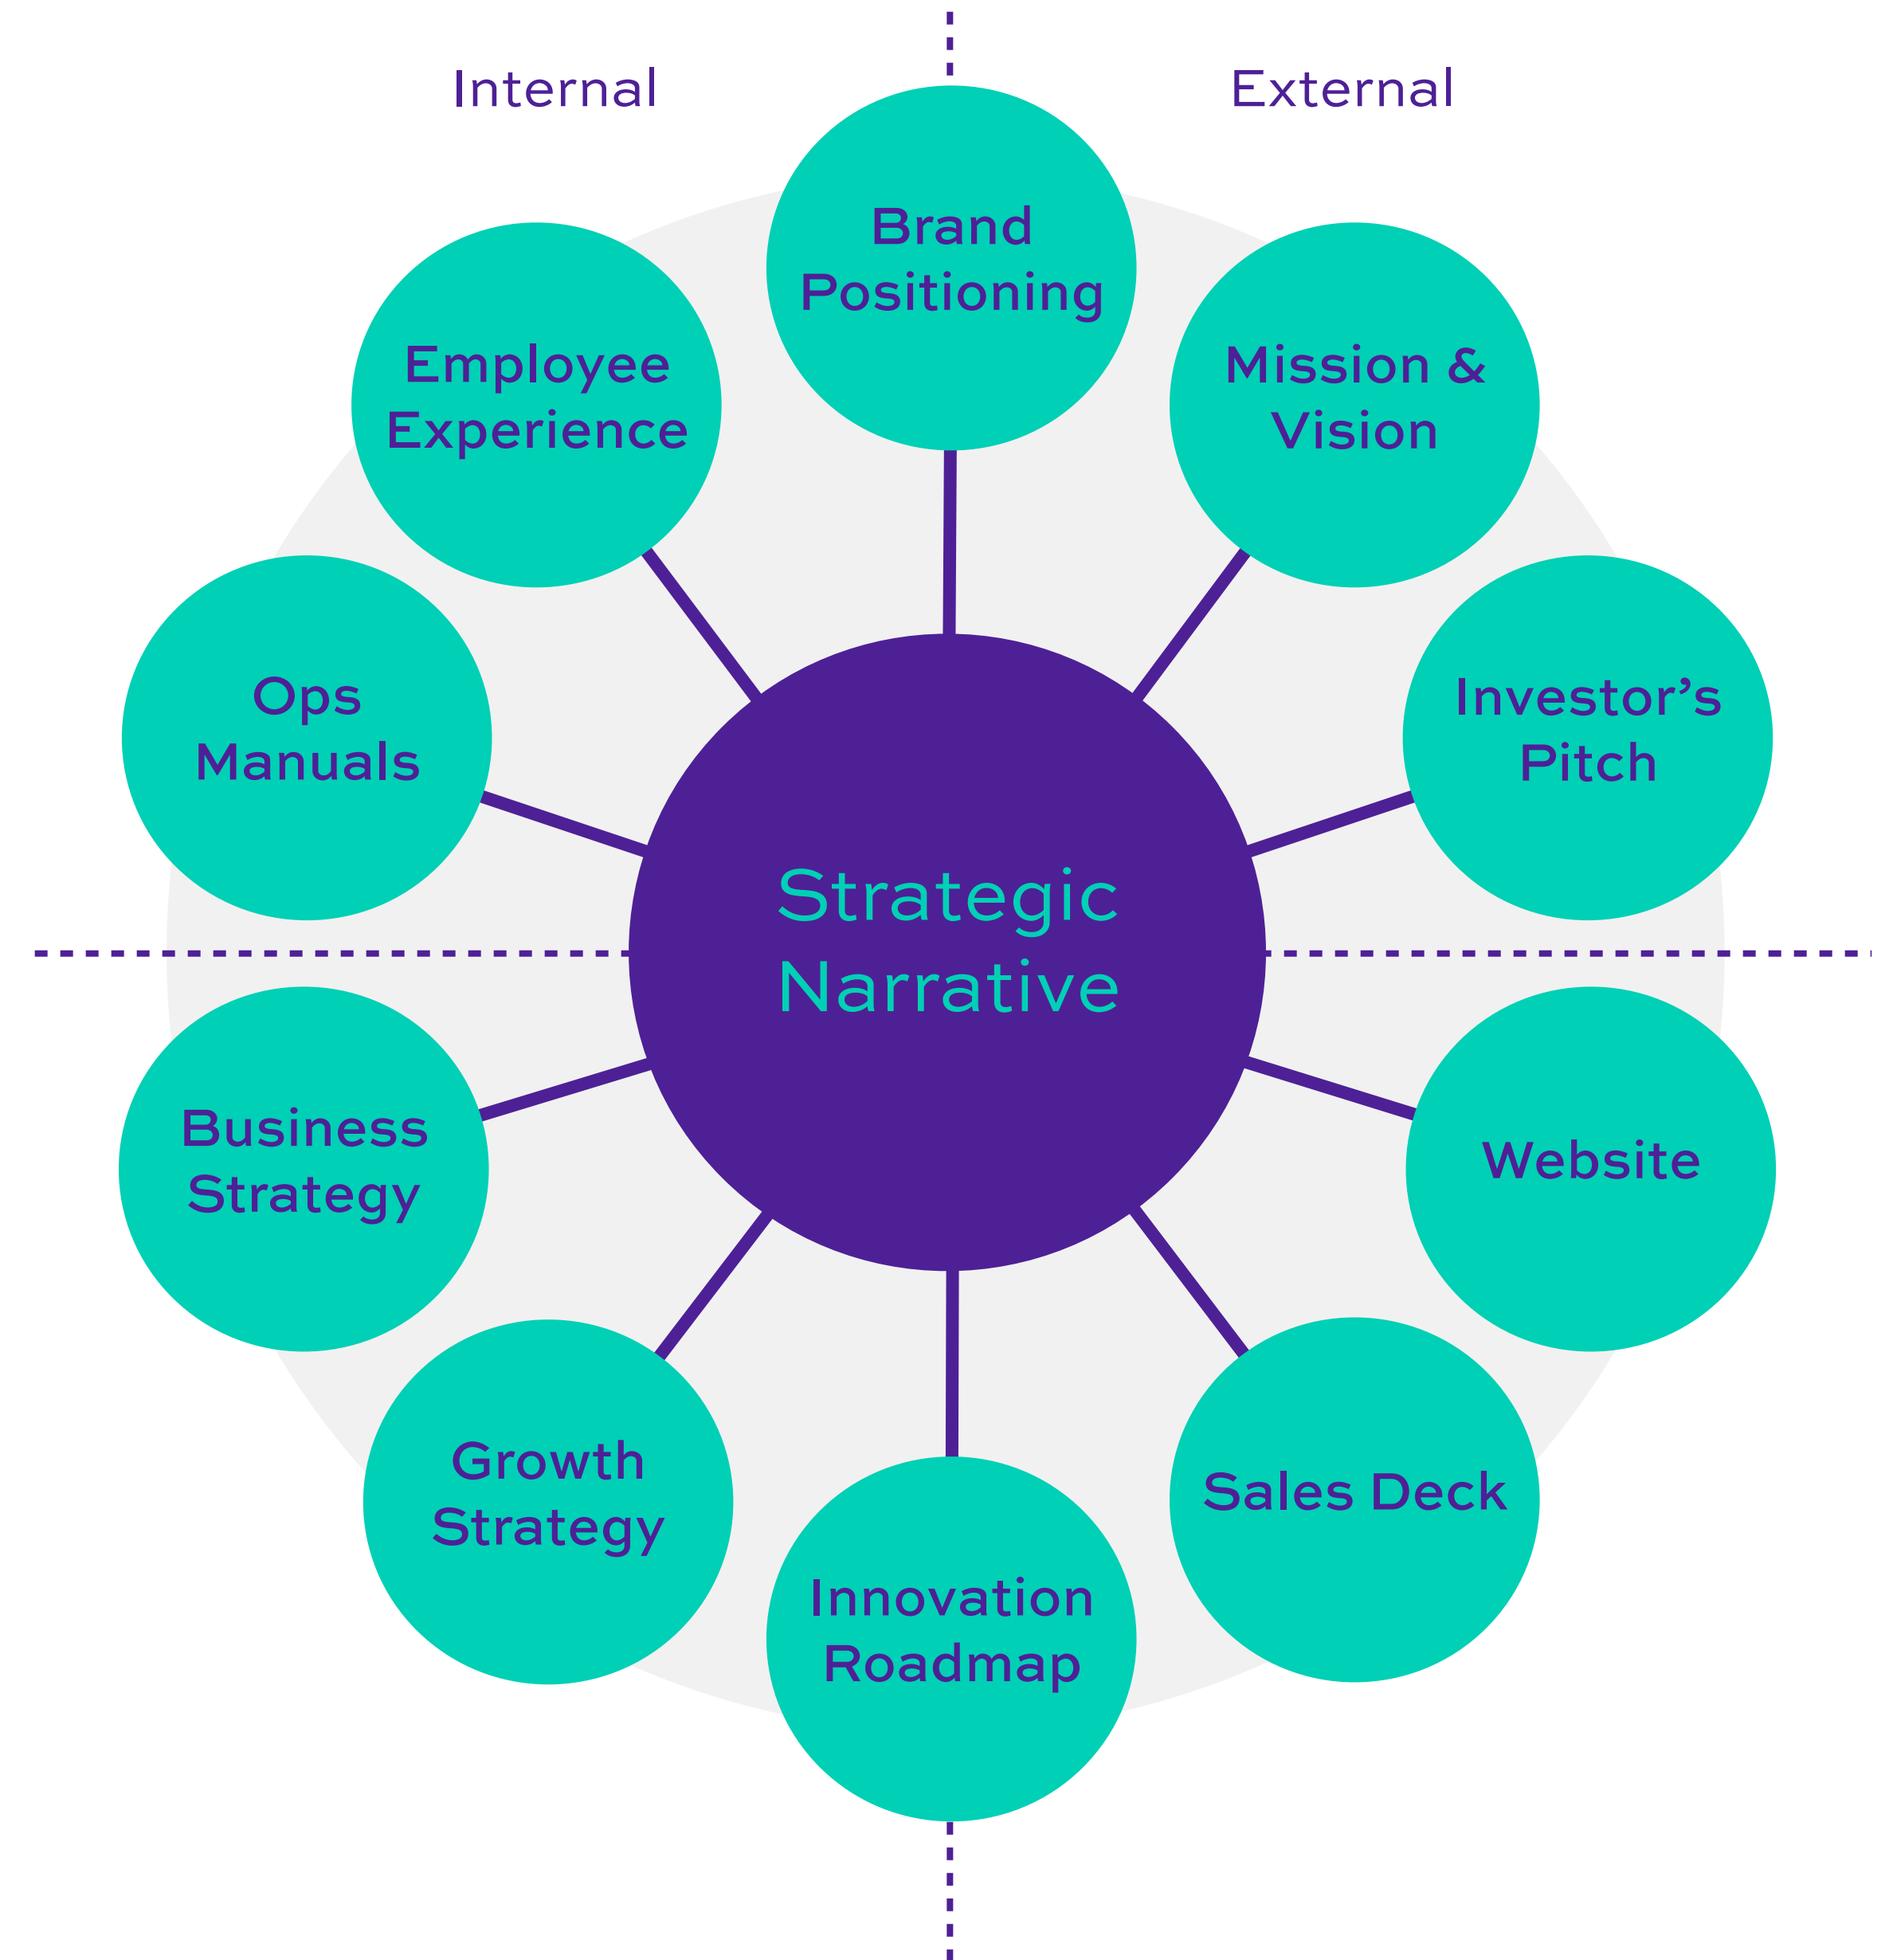 Internal
External
Brand
Positioning
Employee
Experience
Mission &
Vision
Ops
Manuals
Investor’s
Pitch
Strategic
Narrative
Business
Strategy
Website
Growth
Strategy
Sales Deck
Innovation
Roadmap